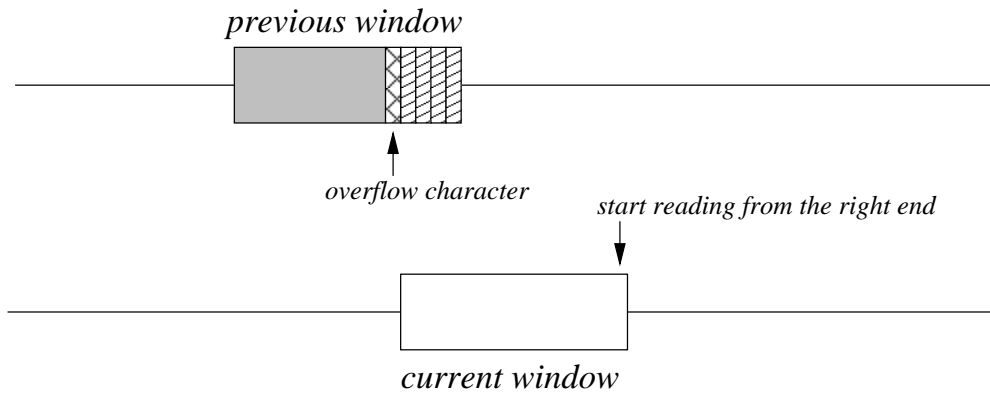 previous window
overflow character
start reading from the right end
current window